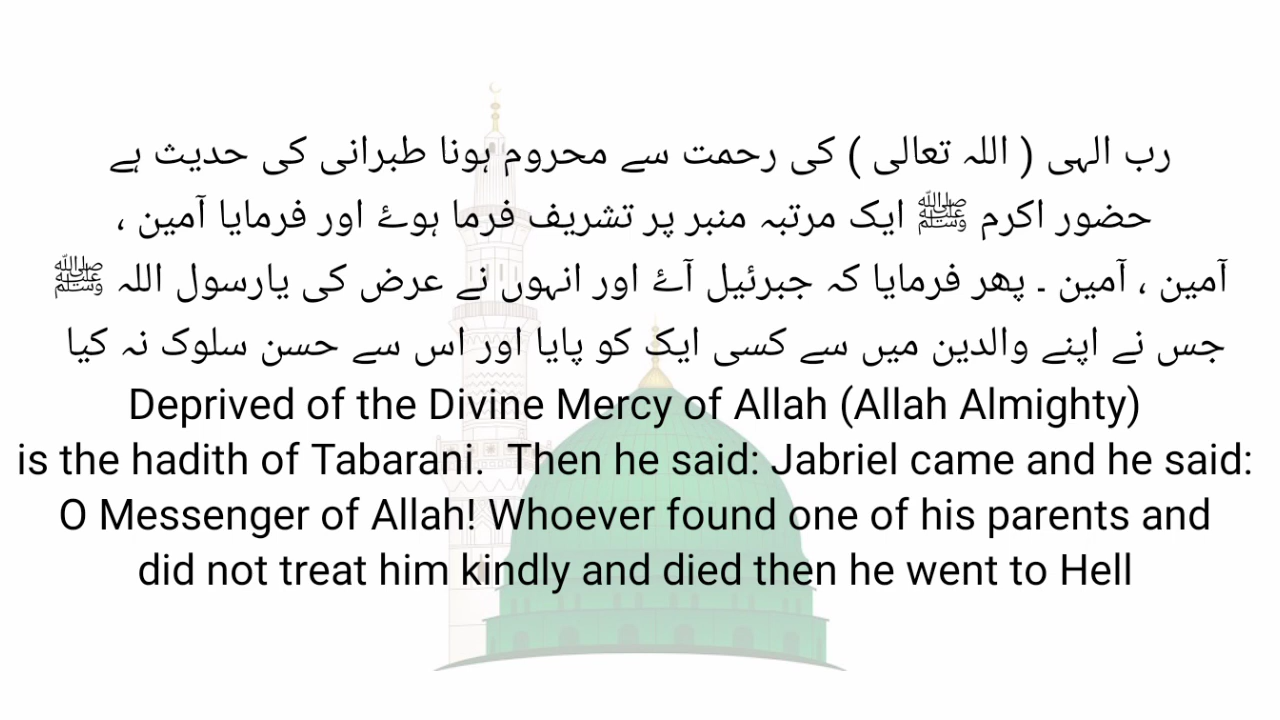 رب الہی ( اللہ تعالی ) کی رحمت سے محروم ہونا طبرانی کی حدیث ہے
حضور اکرم ﷺ ایک مرتبہ منبر پر تشریف فرما ہوۓ اور فرمایا آمین ،
آمین ، آمین ۔ پھر فرمایا کہ جبرئیل آۓ اور انہوں نے عرض کی یارسول اللہ ﷺ
جس نے اپنے والدین میں سے کسی ایک کو پایا اور اس سے حسن سلوک نہ کیا
Deprived of the Divine Mercy of Allah (Allah Almighty)
is the hadith of Tabarani.  Then he said: Jabriel came and he said:
O Messenger of Allah! Whoever found one of his parents and
did not treat him kindly and died then he went to Hell